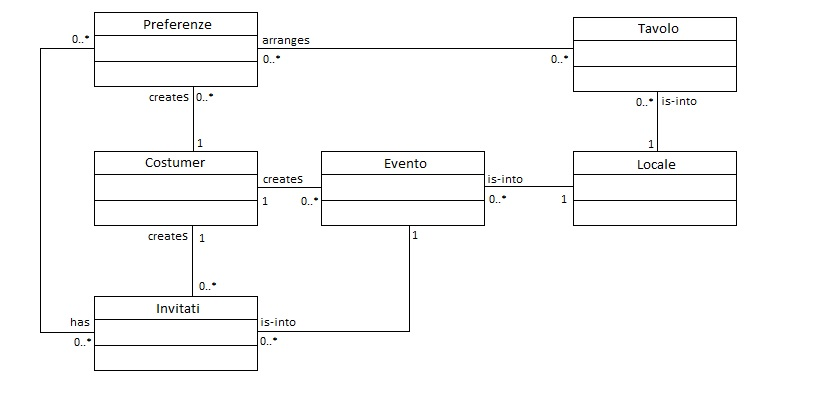 Preferenze
Tavolo
0..*
arranges
0..*
0..*
creates
0..*
0..*
is-into
1
1
Costumer
Evento
Locale
creates
is-into
1
0..*
0..*
1
creates
1
1
0..*
Invitati
has
is-into
0..*
0..*